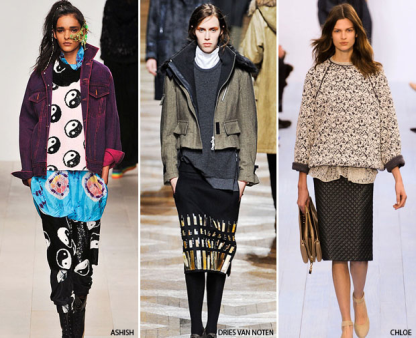 ASHISH
DRIES VAN NOTEN
CHLOE